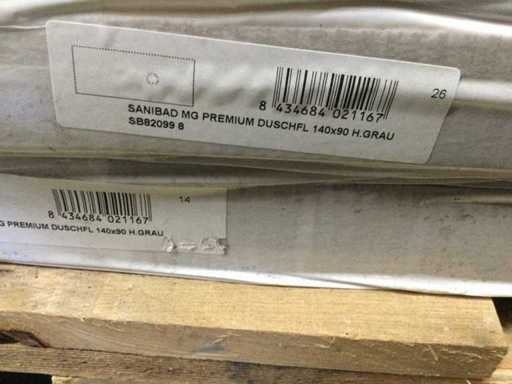 26
8 434684 021167
SANIBAD MG PREMIUM DUSCHFL 140x90 H.GRAU
SB82099 8
14
8 434684 021167
PREMIUM DUSCHFL 140x90 H.GRAU